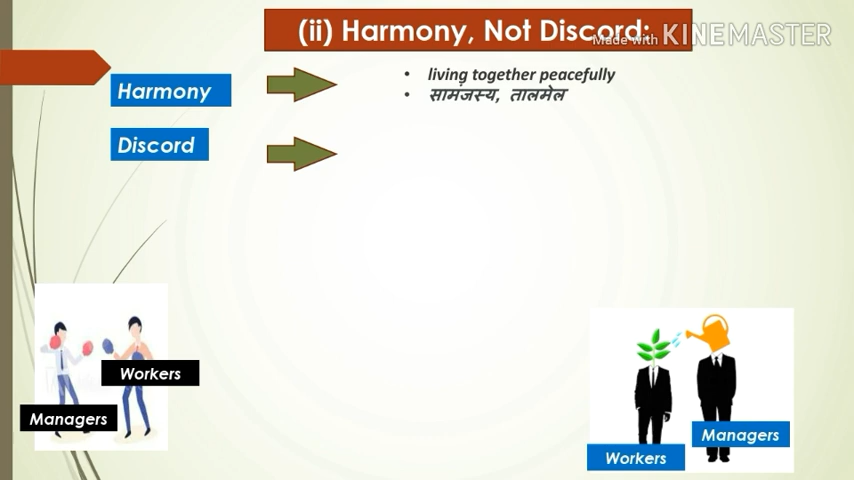 (ii) Harmony, Not Discord:
Made with KINEMASTER
Harmony
• living together peacefully
• सामंजस्य, तालमेल
Discord
Workers
Managers
Managers
Workers